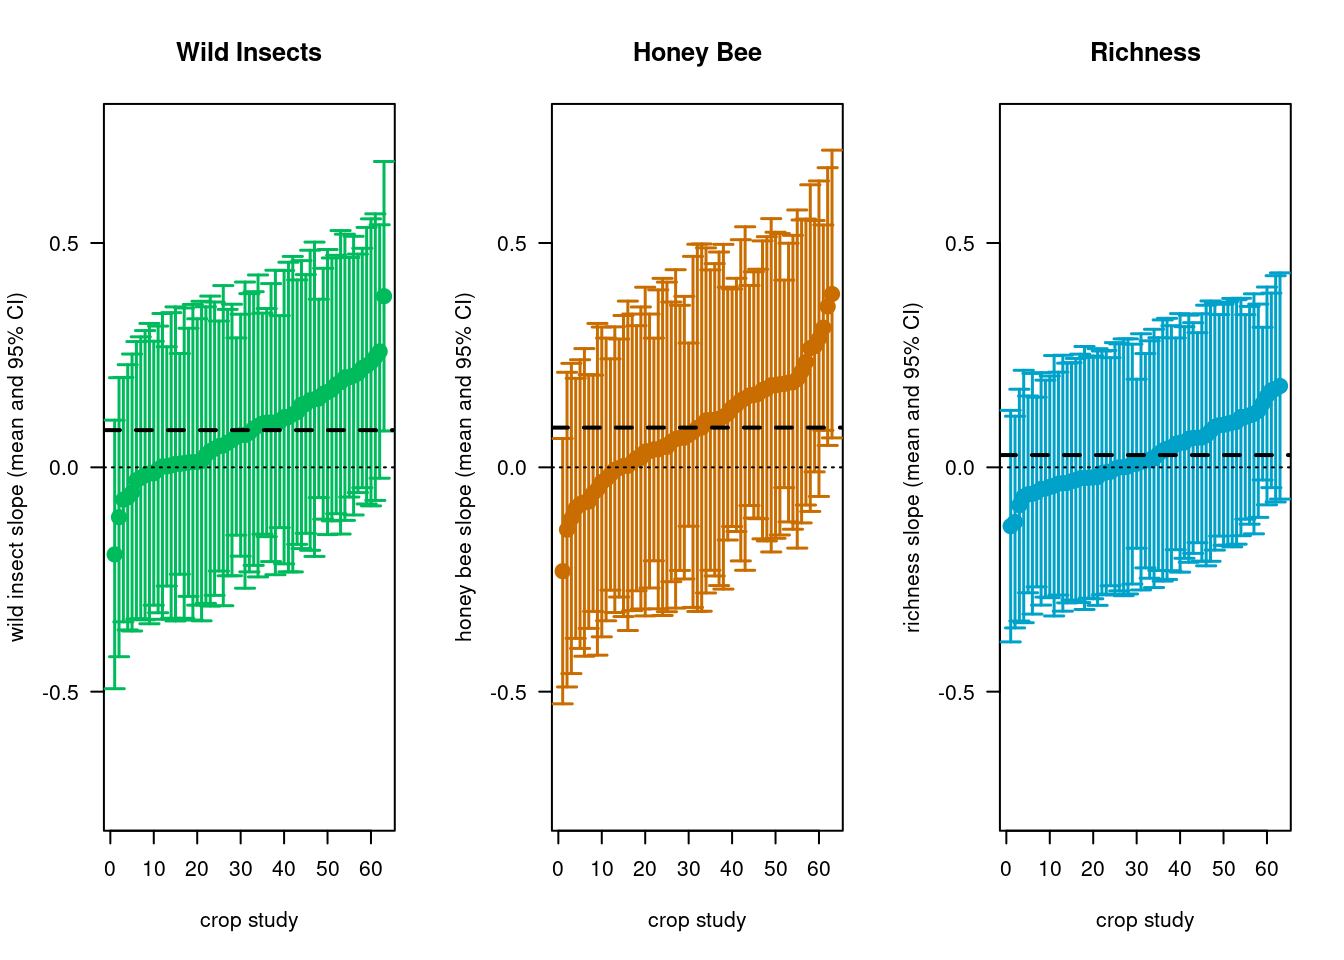 Wild Insects
wild insect slope (mean and 95% CI)
0.5
0.0
-0.5
0 10 20 30 40 50 60
crop study
Honey Bee
honey bee slope (mean and 95% CI)
0.5
0.0
-0.5
0 10 20 30 40 50 60
crop study
Richness
richness slope (mean and 95% CI)
0.5
0.0
-0.5
0 10 20 30 40 50 60
crop study